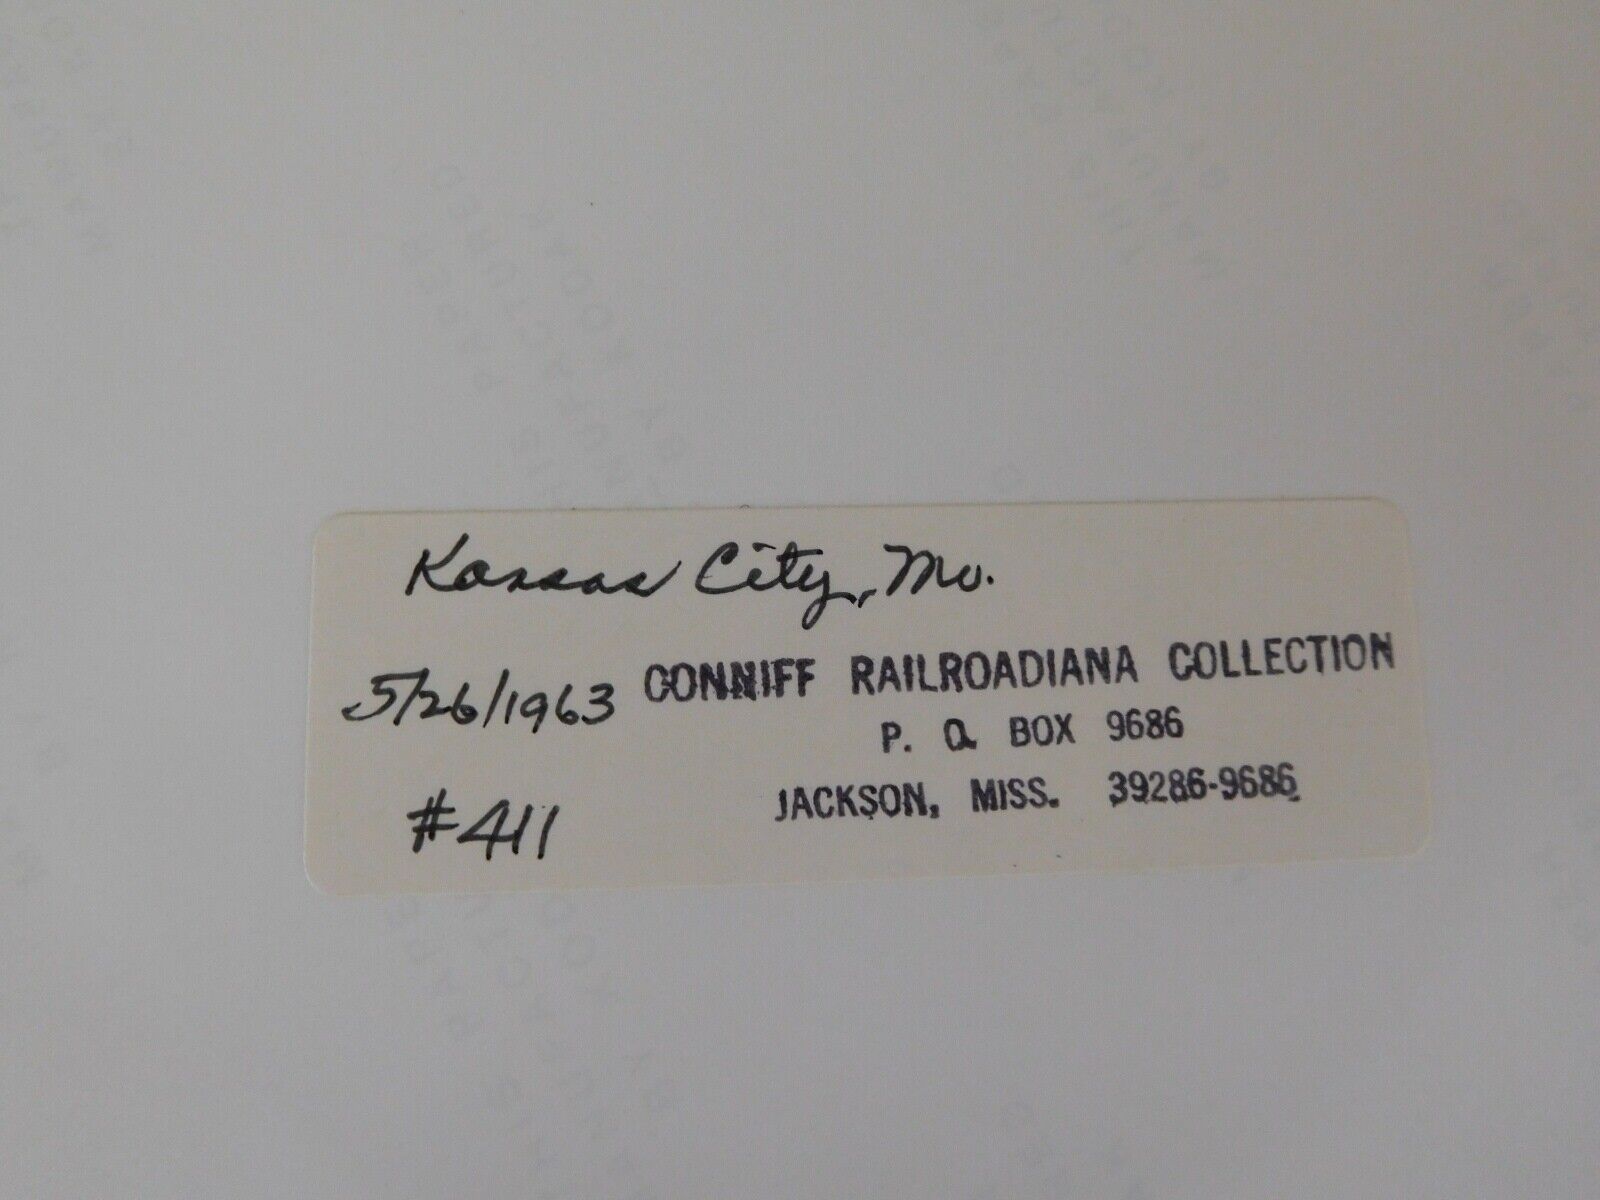 Kansas City, Mo.
5/26/1963 CONNIFF RAILROADIANA COLLECTION
P. O. BOX 9686
JACKSON, MISS. 39286-9686
#411